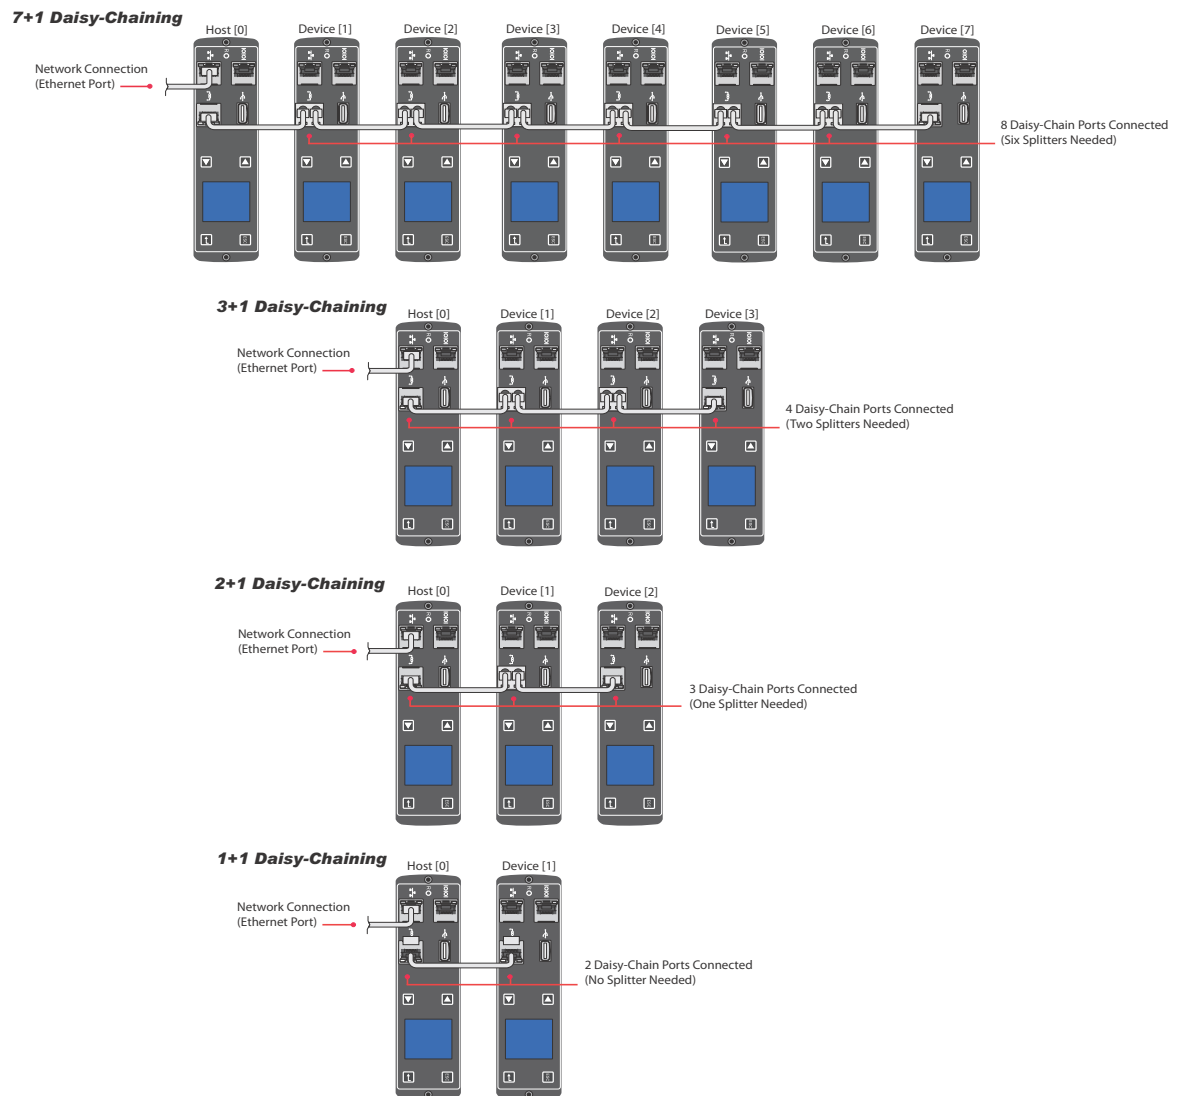 7+1 Daisy-Chaining
Host [0]
Device [1]
Device [2]
Device [3]
Device [4]
Device [5]
Device [6]
Device [7]
Network Connection
(Ethernet Port)
8 Daisy-Chain Ports Connected
(Six Splitters Needed)
3+1 Daisy-Chaining
Host [0]
Device [1]
Device [2]
Device [3]
Network Connection
(Ethernet Port)
4 Daisy-Chain Ports Connected
(Two Splitters Needed)
2+1 Daisy-Chaining
Host [0]
Device [1]
Device [2]
Network Connection
(Ethernet Port)
3 Daisy-Chain Ports Connected
(One Splitter Needed)
1+1 Daisy-Chaining
Host [0]
Device [1]
Network Connection
(Ethernet Port)
2 Daisy-Chain Ports Connected
(No Splitter Needed)